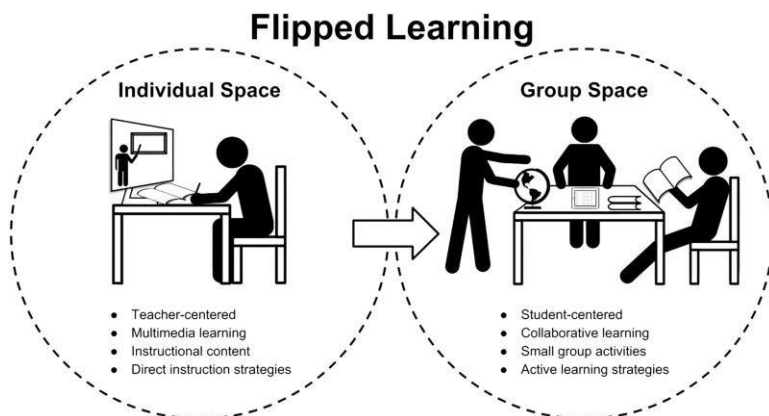 Flipped Learning
Individual Space
● Teacher-centered
● Multimedia learning
● Instructional content
● Direct instruction strategies
Group Space
● Student-centered
● Collaborative learning
● Small group activities
● Active learning strategies